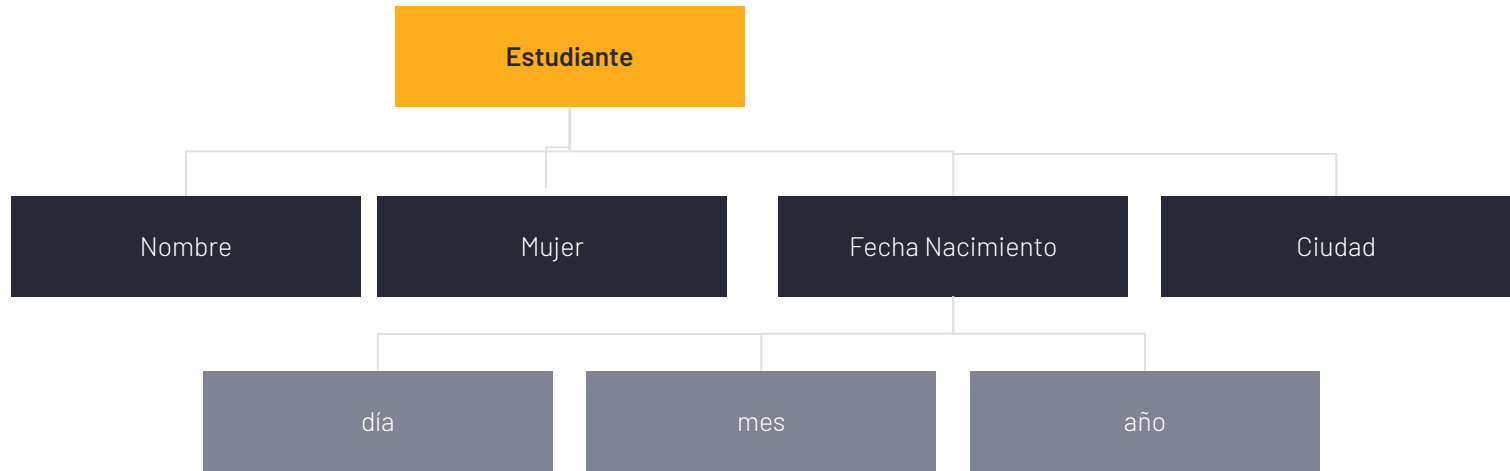 Estudiante
Nombre
Mujer
Fecha Nacimiento
Ciudad
día
mes
año